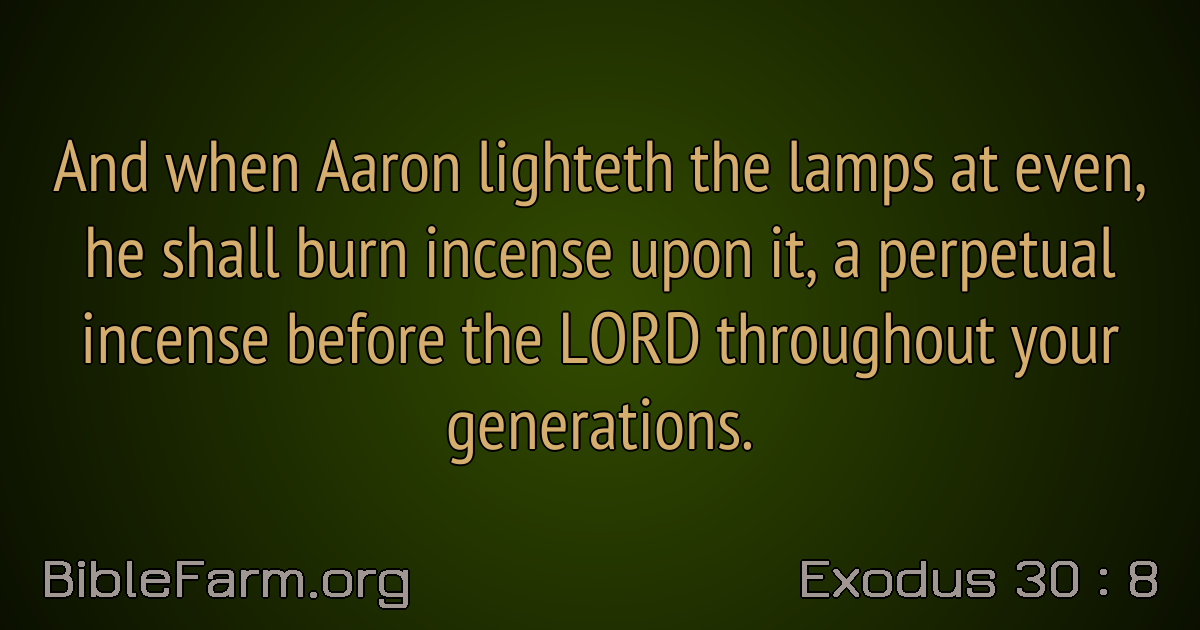 And when Aaron lighteth the lamps at even,
he shall burn incense upon it, a perpetual
incense before the LORD throughout your
generations.
BibleFarm.org
Exodus 30 : 8